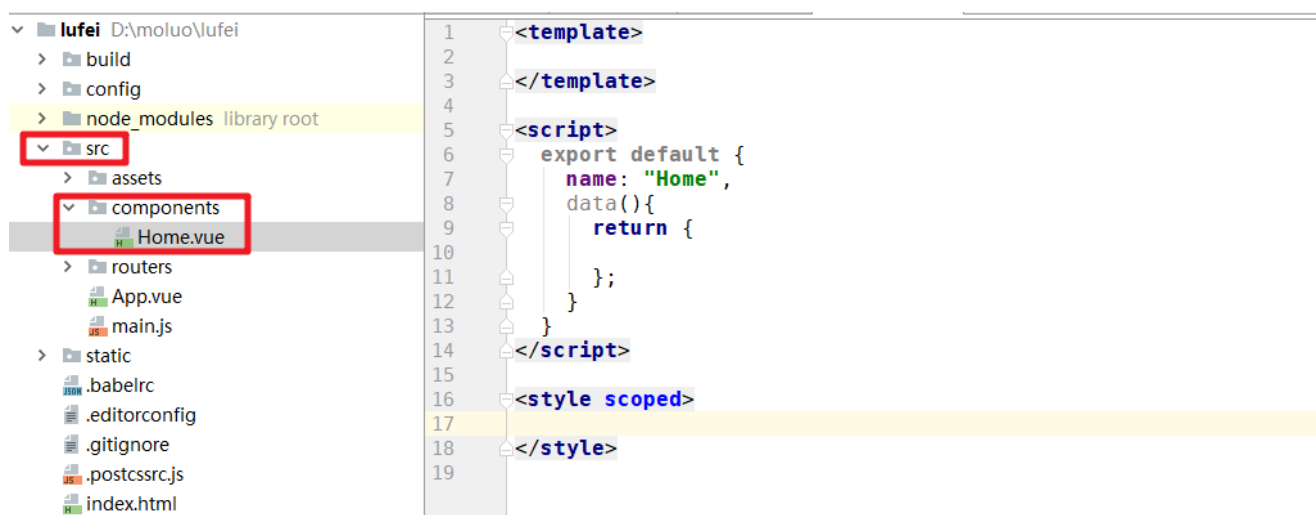 lufei D:\moluo\lufei
build
config
node_modules library root
src
assets
components
Home.vue
routers
App.vue
main.js
static
.babelrc
.editorconfig
.gitignore
.postcssrc.js
index.html
1 <template>
2
3 </template>
4
5 <script>
6 export default {
7 name: "Home",
8 data(){
9 return {
10
11 };
12 }
13 }
14 </script>
15
16 <style scoped>
17
18 </style>
19